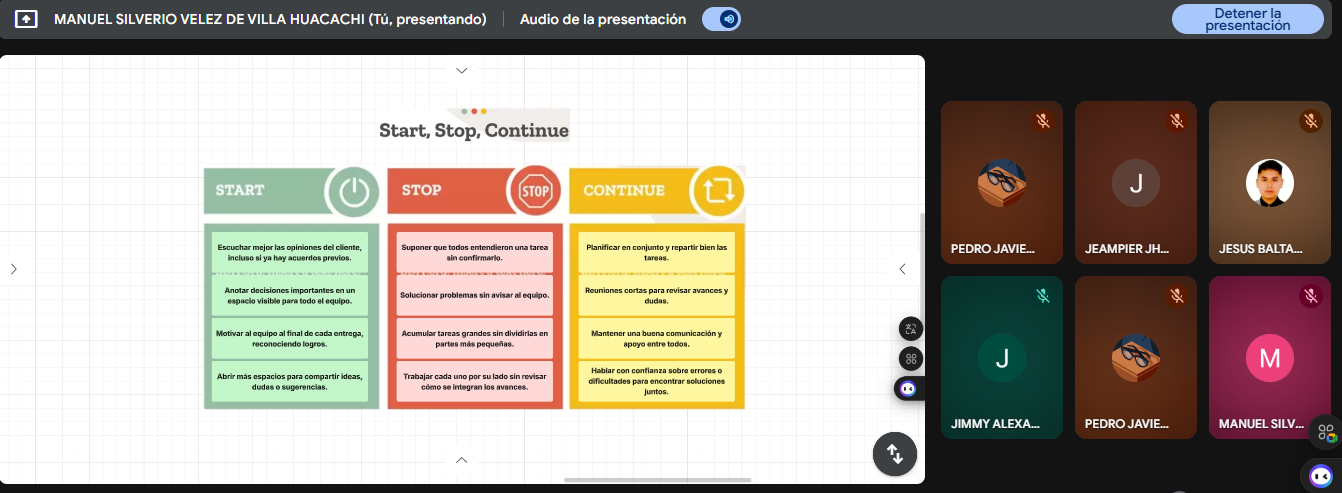 MANUEL SILVERIO VELEZ DE VILLA HUACACHI (Tú, presentando)
Audio de la presentación
Detener la
presentación
Start, Stop, Continue
START
STOP
STOP
CONTINUE
Escuchar mejor las opiniones del cliente,
incluso si ya hay acuerdos previos.
Anotar decisiones importantes en un
espacio visible para todo el equipo.
Motivar al equipo al final de cada entrega,
reconociendo logros.
Abrir más espacios para compartir ideas,
dudas o sugerencias.
Suponer que todos entendieron una tarea
sin confirmarlo.
Solucionar problemas sin avisar al equipo.
Acumular tareas grandes sin dividirlas en
partes más pequeñas.
Trabajar cada uno por su lado sin revisar
cómo se integran los avances.
Planificar en conjunto y repartir bien las
tareas.
Reuniones cortas para revisar avances y
dudas.
Mantener una buena comunicación y
apoyo entre todos.
Hablar con confianza sobre errores o
dificultades para encontrar soluciones
juntos.
PEDRO JAVIE...
J
JEAMPIER JH...
JESUS BALTA...
J
JIMMY ALEXA...
PEDRO JAVIE...
M
MANUEL SILV...